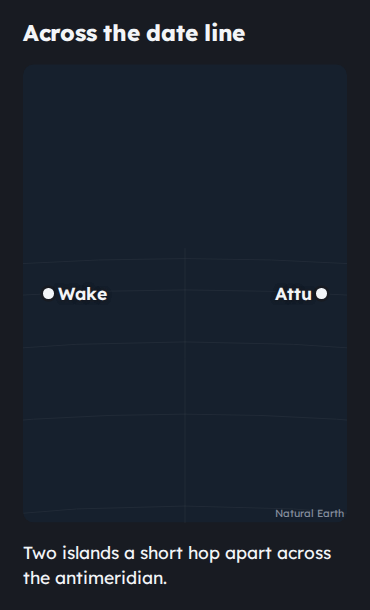 Across the date line
Wake
Attu
Natural Earth
Two islands a short hop apart across
the antimeridian.